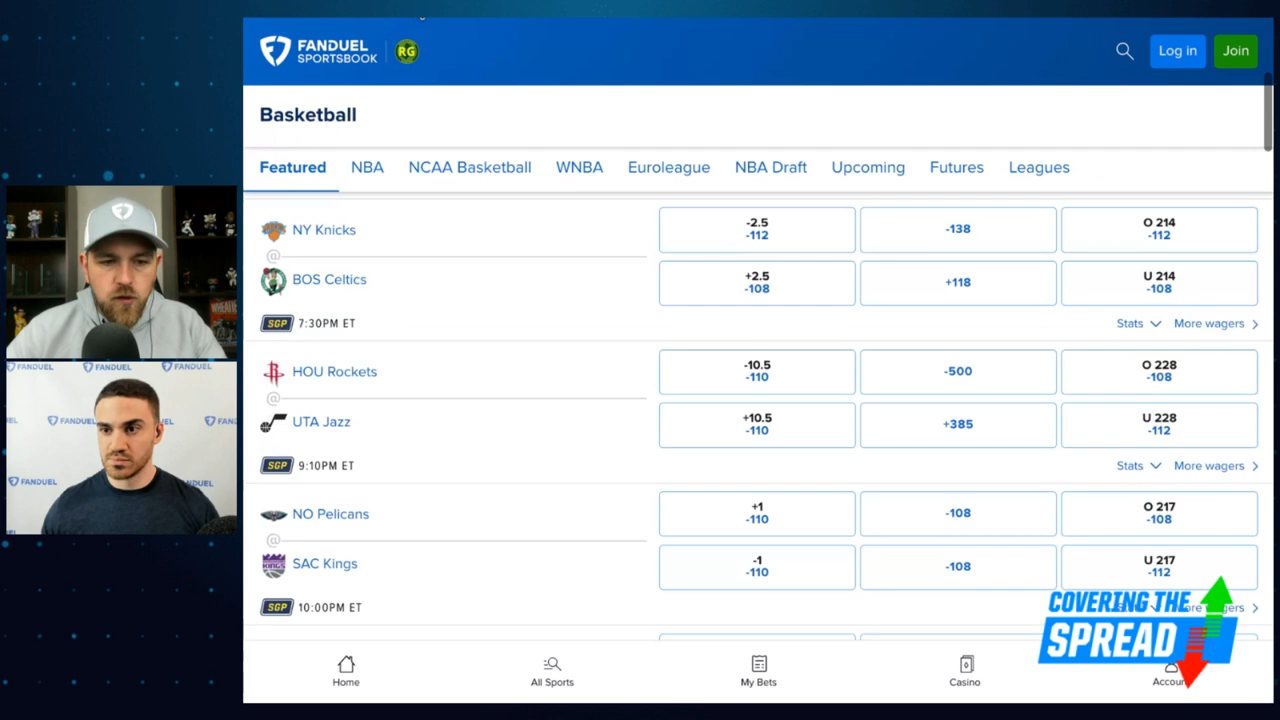 FANDUEL
SPORTSBOOK
RG
Log in
Join
Basketball
Featured NBA NCAA Basketball WNBA Euroleague NBA Draft Upcoming Futures Leagues
NY Knicks
-2.5
-112
-138
O 214
-112
@
BOS Celtics
+2.5
-108
+118
U 214
-108
SGP 7:30PM ET
Stats More wagers
HOU Rockets
-10.5
-110
-500
O 228
-108
@
UTA Jazz
+10.5
-110
+385
U 228
-112
SGP 9:10PM ET
Stats More wagers
NO Pelicans
+1
-110
-108
O 217
-108
@
SAC Kings
KINGS
-1
-110
-108
U 217
-112
SGP 10:00PM ET
COVERING THE
SPREAD
Home
All Sports
My Bets
Casino
WHEATIES
FANDUEL
FANDUEL
FANDUEL
FANDUEL
FANDUEL